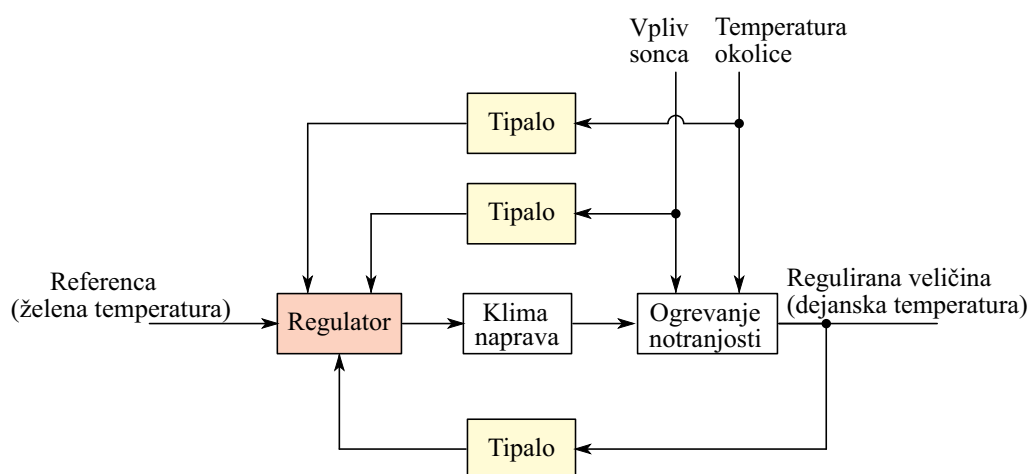 Vpliv
sonca
Temperatura
okolice
Tipalo
Tipalo
Referenca
(želena temperatura)
Regulator
Klima
naprava
Ogrevanje
notranjosti
Regulirana veličina
(dejanska temperatura)
Tipalo